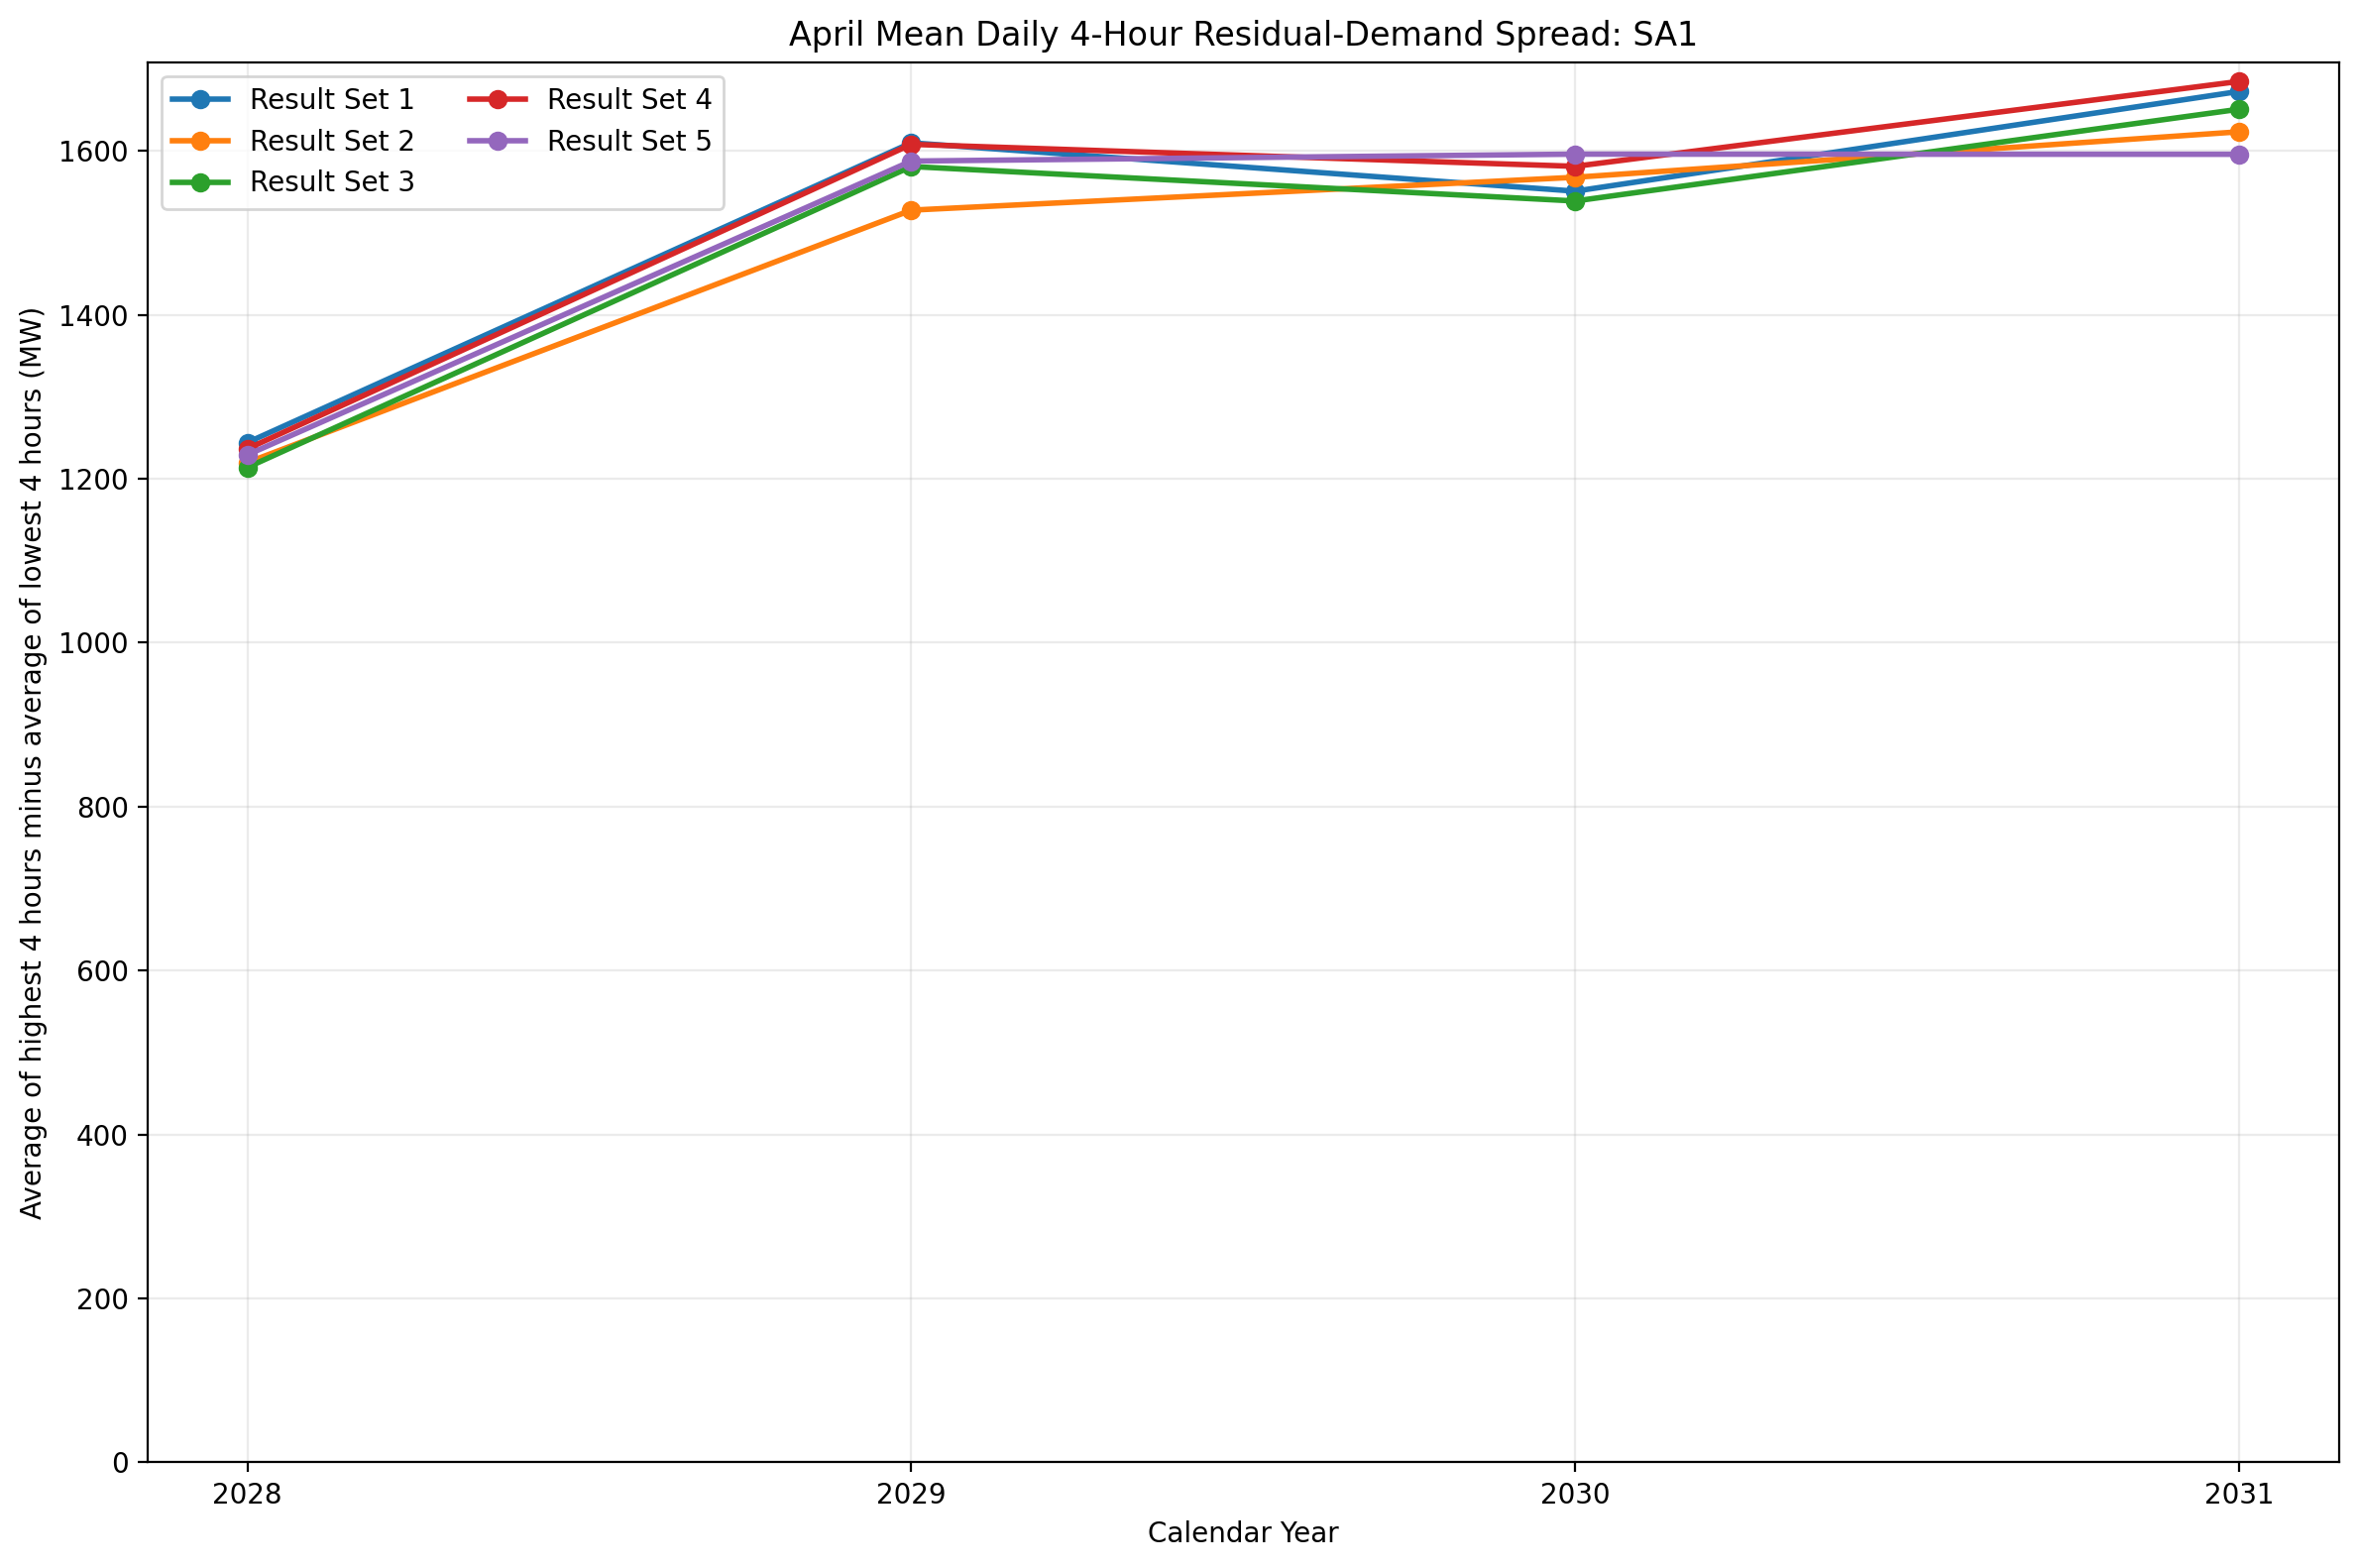 April Mean Daily 4-Hour Residual-Demand Spread: SA1
Result Set 1
Result Set 2
Result Set 3
Result Set 4
Result Set 5
Average of highest 4 hours minus average of lowest 4 hours (MW)
1600
1400
1200
1000
800
600
400
200
0
2028
2029
2030
2031
Calendar Year